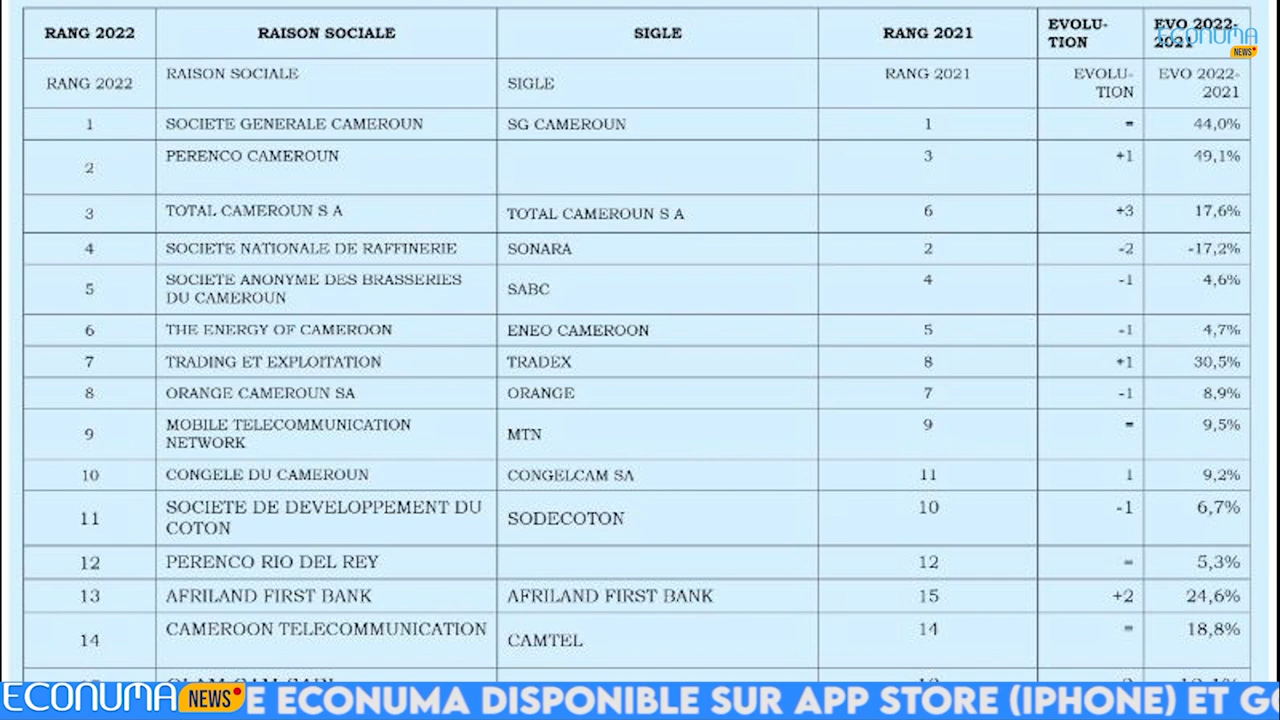 RANG 2022 RAISON SOCIALE SIGLE RANG 2021 EVOLU- EVO 2022-
TION 2021
ECONUMA
NEWS
RANG 2022 RAISON SOCIALE SIGLE RANG 2021 EVOLU- EVO 2022-
TION 2021
1 SOCIETE GENERALE CAMEROUN SG CAMEROUN 1 = 44,0%
2 PERENCO CAMEROUN 3 +1 49,1%
3 TOTAL CAMEROUN S A TOTAL CAMEROUN S A 6 +3 17,6%
4 SOCIETE NATIONALE DE RAFFINERIE SONARA 2 -2 -17,2%
5 SOCIETE ANONYME DES BRASSERIES SABC 4 -1 4,6%
DU CAMEROUN
6 THE ENERGY OF CAMEROON ENEO CAMEROON 5 -1 4,7%
7 TRADING ET EXPLOITATION TRADEX 8 +1 30,5%
8 ORANGE CAMEROUN SA ORANGE 7 -1 8,9%
9 MOBILE TELECOMMUNICATION MTN 9 = 9,5%
NETWORK
10 CONGELE DU CAMEROUN CONGELCAM SA 11 1 9,2%
11 SOCIETE DE DEVELOPPEMENT DU SODECOTON 10 -1 6,7%
COTON
12 PERENCO RIO DEL REY 12 = 5,3%
13 AFRILAND FIRST BANK AFRILAND FIRST BANK 15 +2 24,6%
14 CAMEROON TELECOMMUNICATION CAMTEL 14 = 18,8%
ECONUMA NEWS E ECONUMA DISPONIBLE SUR APP STORE (IPHONE) ET GO